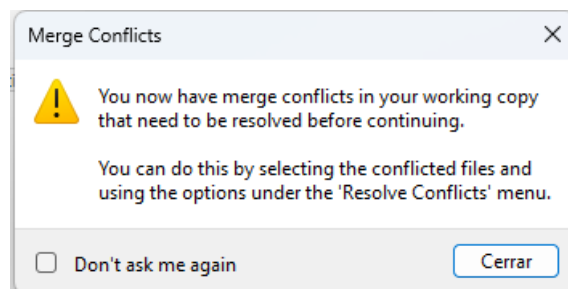 Merge Conflicts
You now have merge conflicts in your working copy
that need to be resolved before continuing.
You can do this by selecting the conflicted files and
using the options under the 'Resolve Conflicts' menu.
Don't ask me again
Cerrar